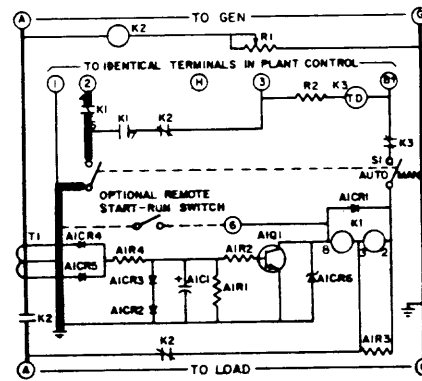 A TO GEN G
K2
R1
TO IDENTICAL TERMINALS IN PLANT CONTROL
1 2 H 3 B+
R2 K3
TD
K1
K1 K2
K3
S1
AUTO MAN
OPTIONAL REMOTE
START-RUN SWITCH
6
A1CR1
K1
T1 A1CR4
A1R4 A1R2 A1Q1
8 3 2
A1CR5
A1CR3 + A1C1
A1R1
A1CR6
A1CR2
K2
K2
A1R3
A TO LOAD